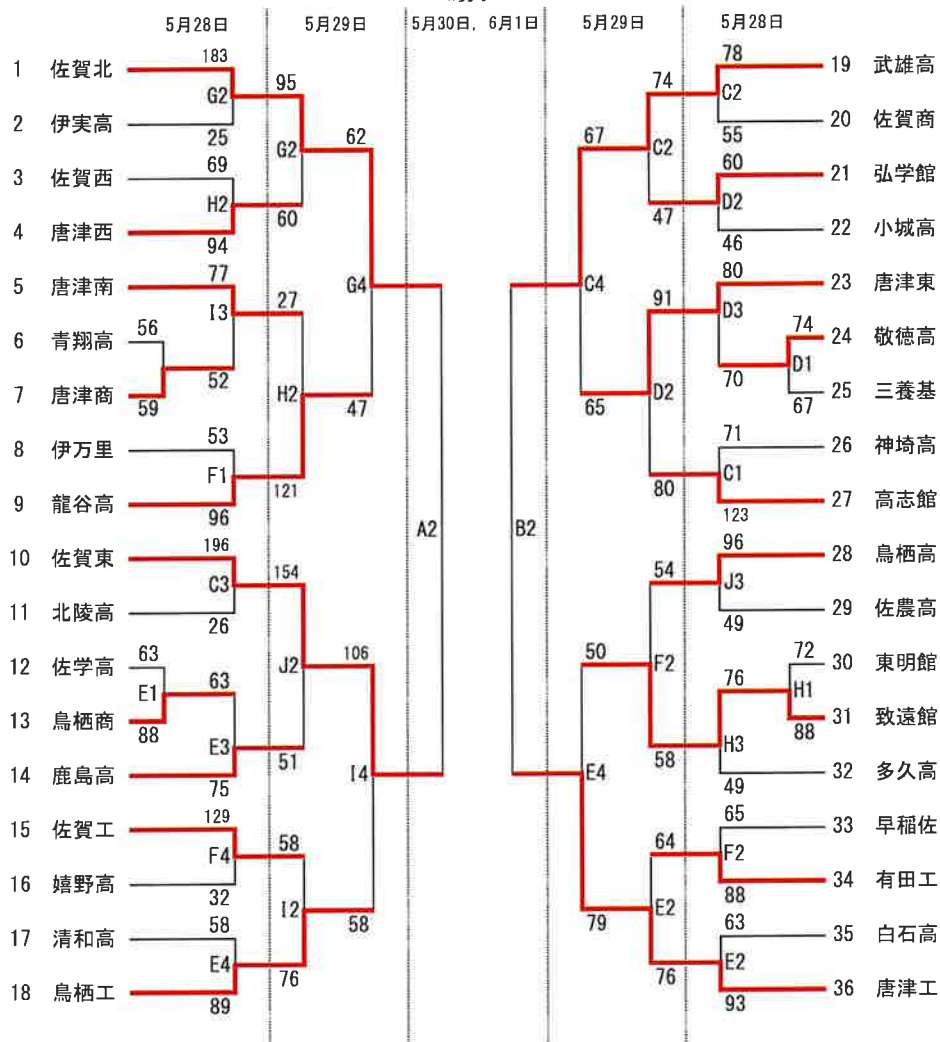 5月28日 5月29日 5月30日, 6月1日 5月29日 5月28日
1 佐賀北 183 95 62 67 74 78 19 武雄高
G2 C2
2 伊実高 25 55 20 佐賀商
G2 C2
3 佐賀西 69 60 21 弘学館
H2 60 47 D2
4 唐津西 94 46 22 小城高
5 唐津南 77 80 23 唐津東
G4 C4
I3 27 91 D3
6 青翔高 56 74 24 敬徳高
52 70 D1
7 唐津商 59 67 25 三養基
H2 47 65 D2
8 伊万里 53 71 26 神埼高
F1 121 80 C1
9 龍谷高 96 123 27 高志館
A2 B2
10 佐賀東 196 96 28 鳥栖高
C3 154 54 J3
11 北陵高 26 49 29 佐農高
12 佐学高 63 72 30 東明館
J2 106 50 F2
E1 63 76 H1
13 鳥栖商 88 88 31 致遠館
E3 51 58 H3
14 鹿島高 75 49 32 多久高
I4 E4
15 佐賀工 129 65 33 早稲佐
F4 58 64 F2
16 嬉野高 32 88 34 有田工
I2 58 79 E2
17 清和高 58 63 35 白石高
E4 76 76 E2
18 鳥栖工 89 93 36 唐津工